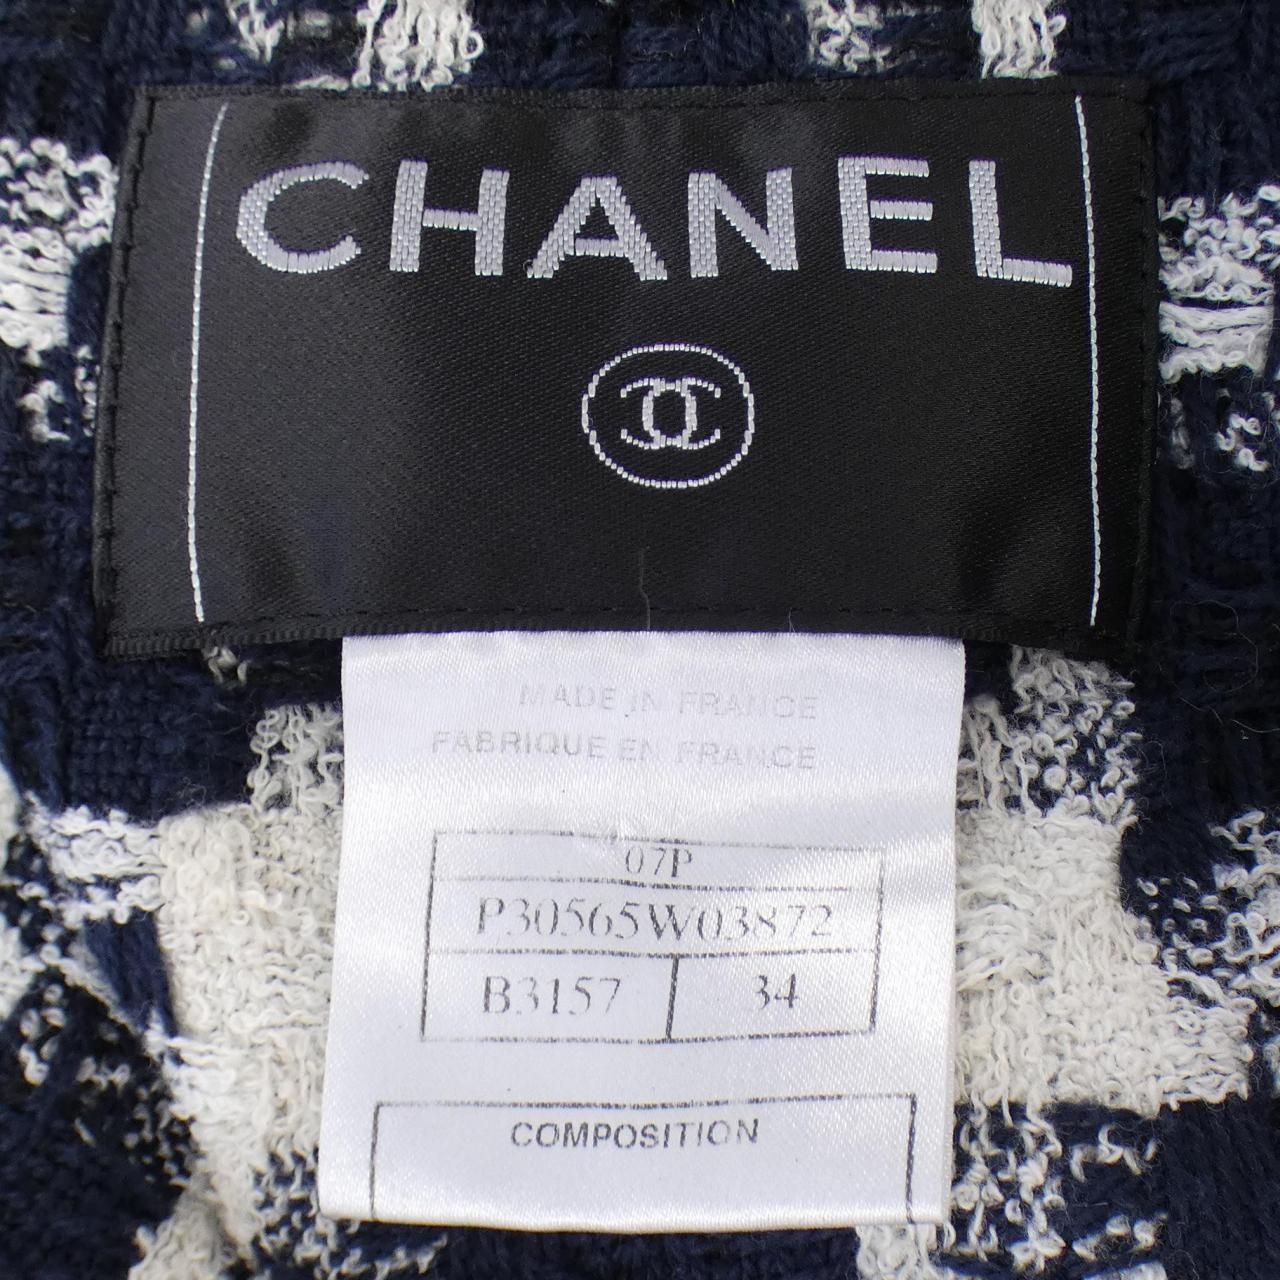 CHANEL
MADE IN FRANCE
FABRIQUE EN FRANCE
07P
P30565W03872
B3157 34
COMPOSITION